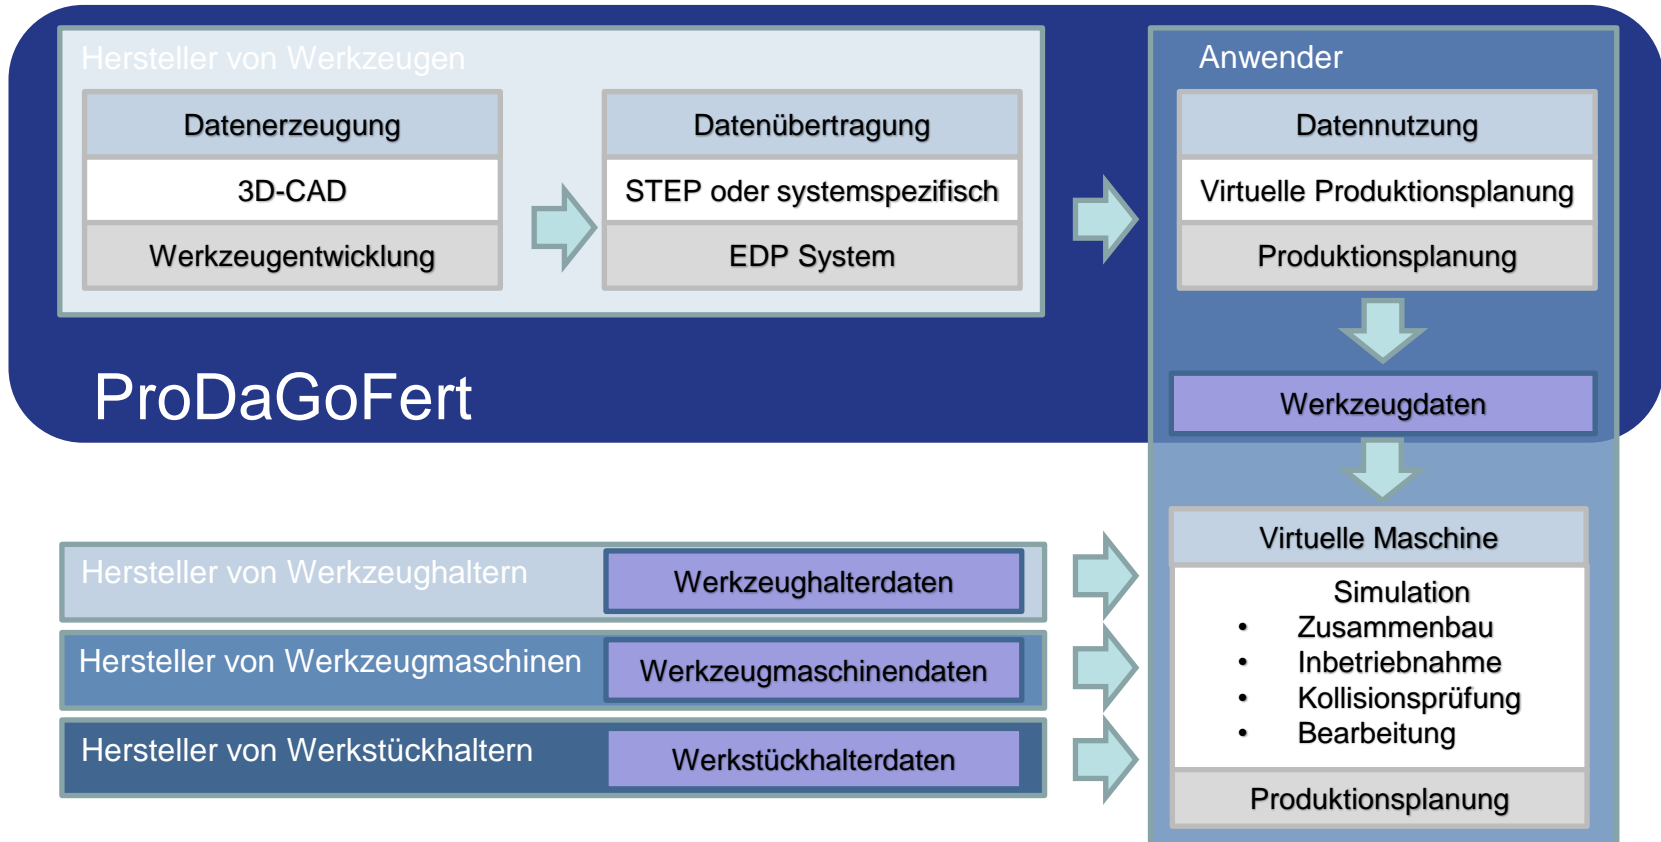 Hersteller von Werkzeugen
Datenerzeugung
3D-CAD
Werkzeugentwicklung
Datenübertragung
STEP oder systemspezifisch
EDP System
Anwender
Datennutzung
Virtuelle Produktionsplanung
Produktionsplanung
ProDaGoFert
Werkzeugdaten
Hersteller von Werkzeughaltern
Werkzeughalterdaten
Hersteller von Werkzeugmaschinen
Werkzeugmaschinendaten
Hersteller von Werkstückhaltern
Werkstückhalterdaten
Virtuelle Maschine
Simulation
• Zusammenbau
• Inbetriebnahme
• Kollisionsprüfung
• Bearbeitung
Produktionsplanung